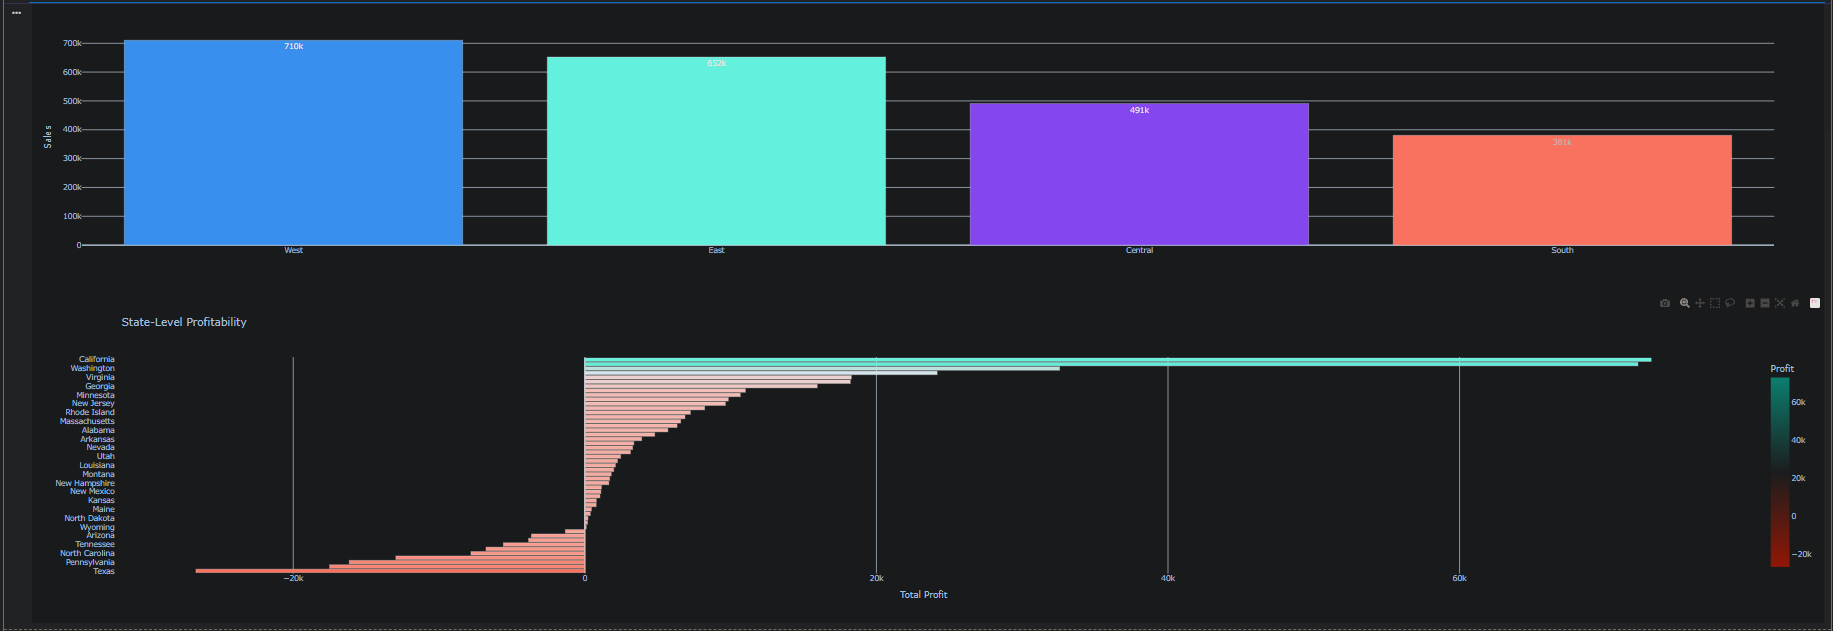 700k
600k
500k
400k
300k
200k
100k
0
Sales
710k
652k
491k
381k
West
East
Central
South
State-Level Profitability
California
Washington
Virginia
Georgia
Minnesota
New Jersey
Rhode Island
Massachusetts
Alabama
Arkansas
Nevada
Utah
Louisiana
Montana
New Hampshire
New Mexico
Kansas
Maine
North Dakota
Wyoming
Arizona
Tennessee
North Carolina
Pennsylvania
Texas
−20k
0
20k
40k
60k
Total Profit
Profit
60k
40k
20k
0
−20k